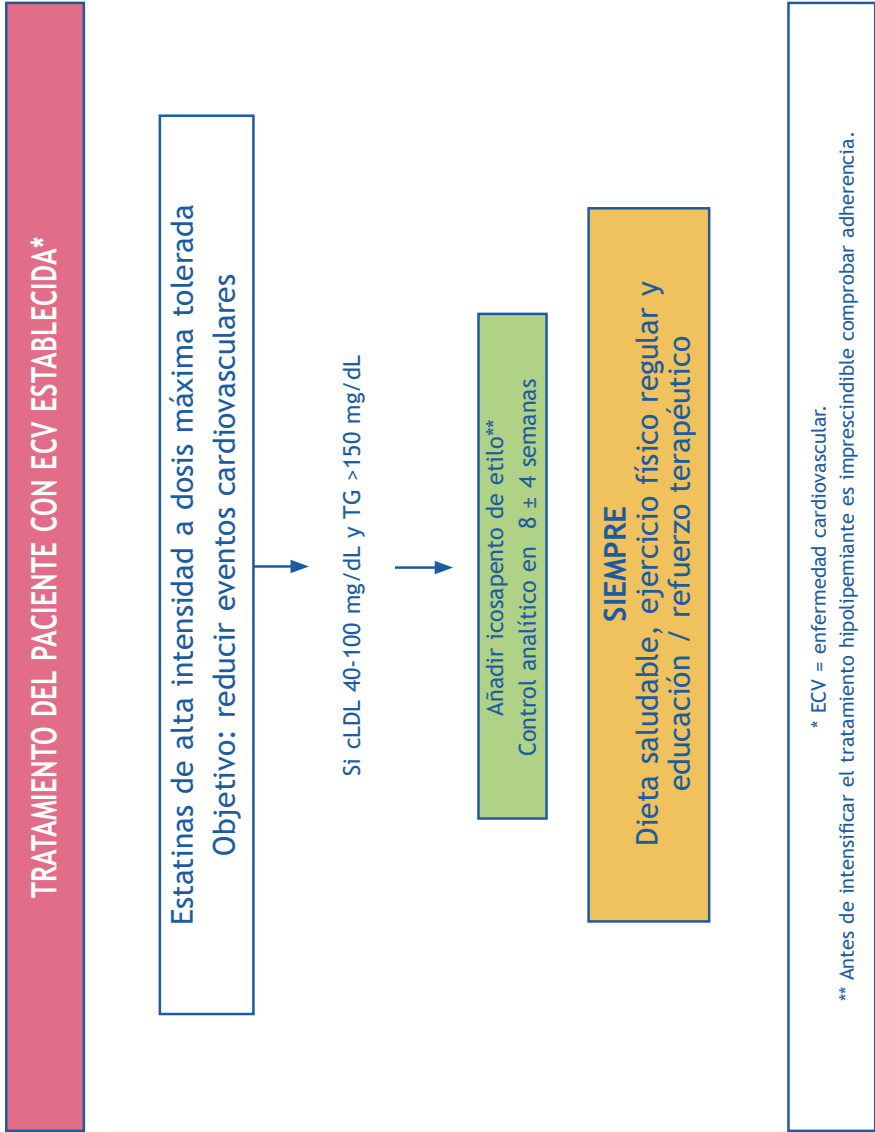 TRATAMIENTO DEL PACIENTE CON ECV ESTABLECIDA*
Estatinas de alta intensidad a dosis máxima tolerada
Objetivo: reducir eventos cardiovasculares
Si cLDL 40-100 mg/dL y TG >150 mg/dL
Añadir icosapento de etilo**
Control analítico en 8 ± 4 semanas
SIEMPRE
Dieta saludable, ejercicio físico regular y
educación / refuerzo terapéutico
* ECV = enfermedad cardiovascular.
** Antes de intensificar el tratamiento hipolipemiante es imprescindible comprobar adherencia.